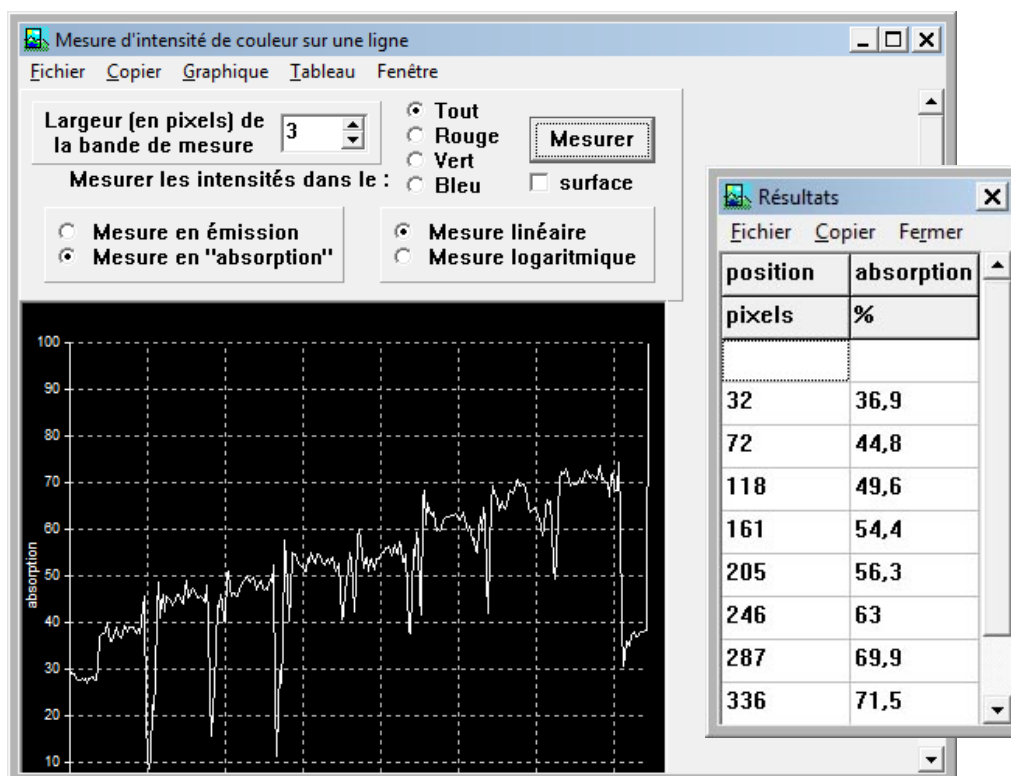 Mesure d'intensité de couleur sur une ligne
Fichier Copier Graphique Tableau Fenêtre
Largeur (en pixels) de
la bande de mesure
3
Mesurer les intensités dans le :
Tout
Rouge
Vert
Bleu
Mesurer
surface
Mesure en émission
Mesure en "absorption"
Mesure linéaire
Mesure logaritmique
100
90
80
70
60
50
40
30
20
10
absorption
Résultats
Fichier Copier Fermer
position absorption
pixels %
32 36,9
72 44,8
118 49,6
161 54,4
205 56,3
246 63
287 69,9
336 71,5